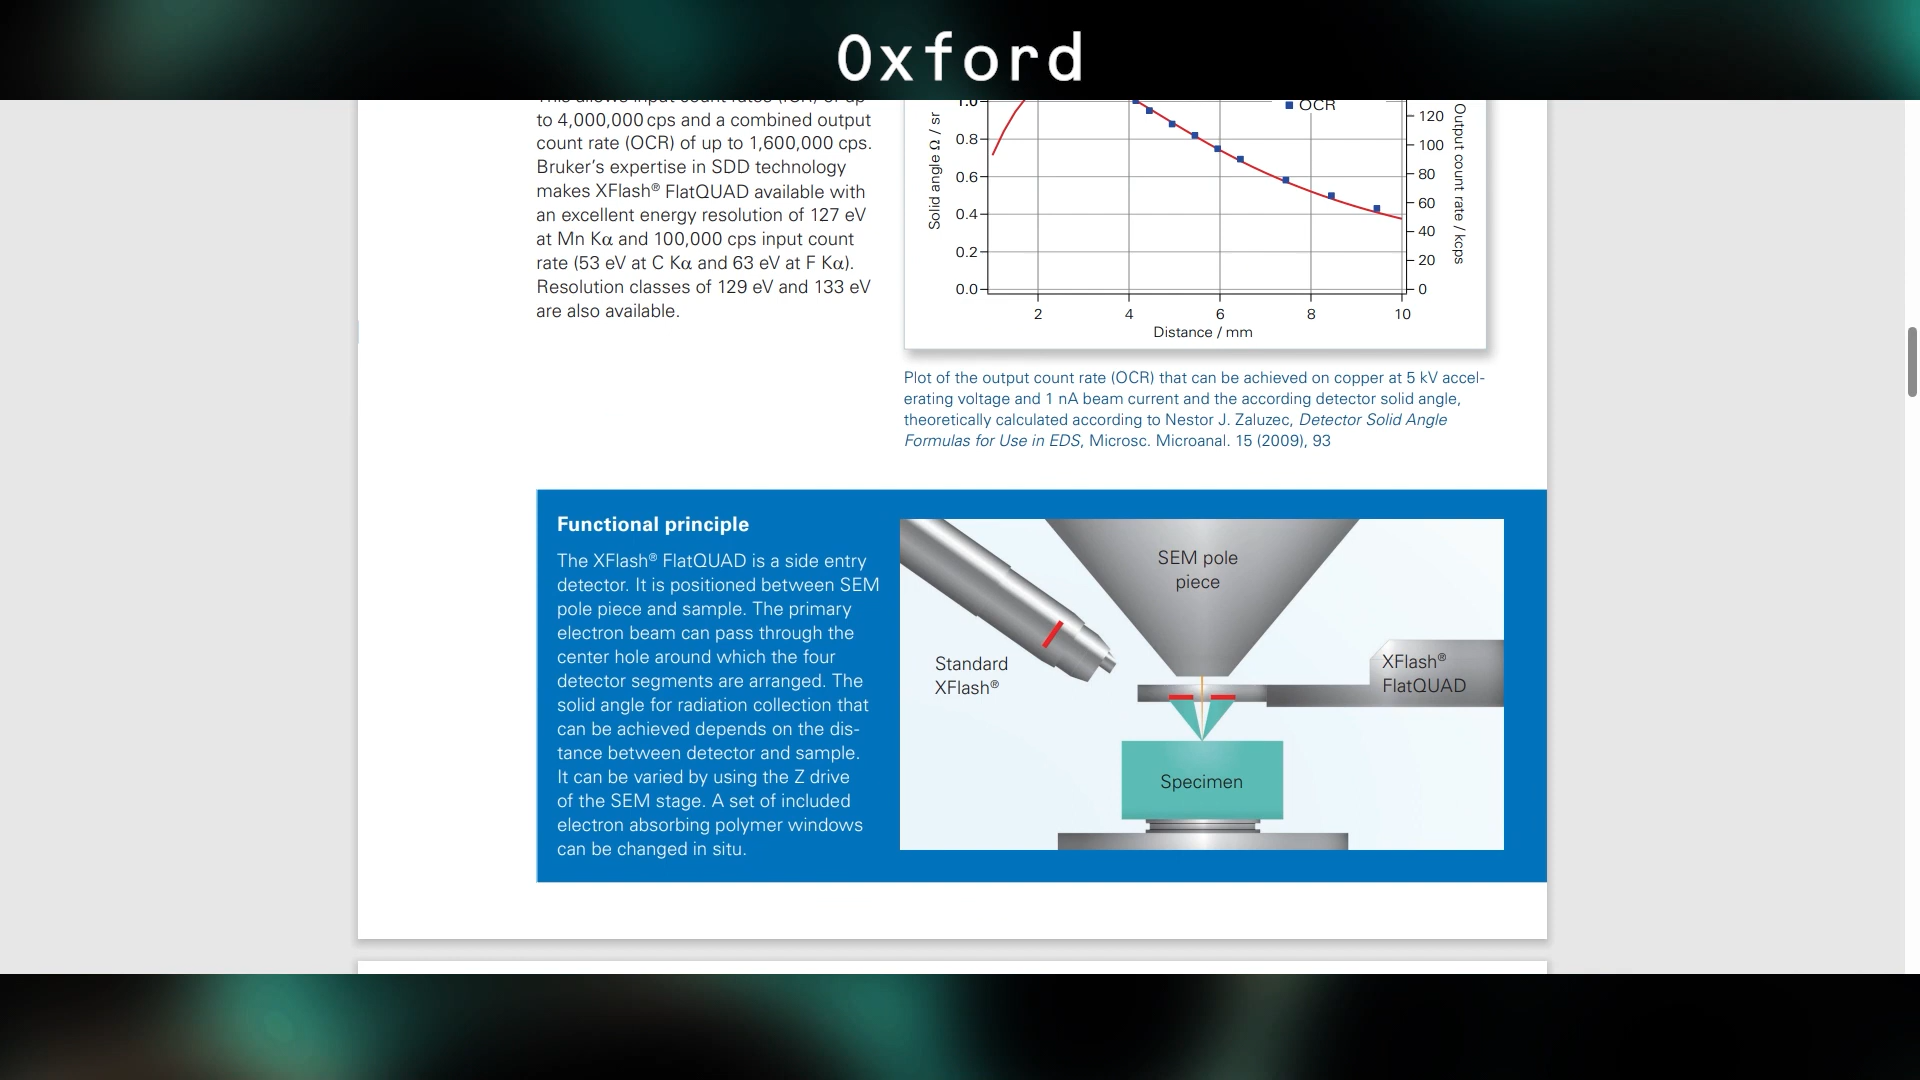 Oxford
This allows input count rates (ICR) of up
to 4,000,000 cps and a combined output
count rate (OCR) of up to 1,600,000 cps.
Bruker's expertise in SDD technology
makes XFlash® FlatQUAD available with
an excellent energy resolution of 127 eV
at Mn Kα and 100,000 cps input count
rate (53 eV at C Kα and 63 eV at F Kα).
Resolution classes of 129 eV and 133 eV
are also available.
OCR
Solid angle Ω / sr
1.0
0.8
0.6
0.4
0.2
0.0
120
100
80
60
40
20
0
Output count rate / kcps
2 4 6 8 10
Distance / mm
Plot of the output count rate (OCR) that can be achieved on copper at 5 kV accel-
erating voltage and 1 nA beam current and the according detector solid angle,
theoretically calculated according to Nestor J. Zaluzec, Detector Solid Angle
Formulas for Use in EDS, Microsc. Microanal. 15 (2009), 93
Functional principle
The XFlash® FlatQUAD is a side entry
detector. It is positioned between SEM
pole piece and sample. The primary
electron beam can pass through the
center hole around which the four
detector segments are arranged. The
solid angle for radiation collection that
can be achieved depends on the dis-
tance between detector and sample.
It can be varied by using the Z drive
of the SEM stage. A set of included
electron absorbing polymer windows
can be changed in situ.
SEM pole
piece
Standard
XFlash®
XFlash®
FlatQUAD
Specimen